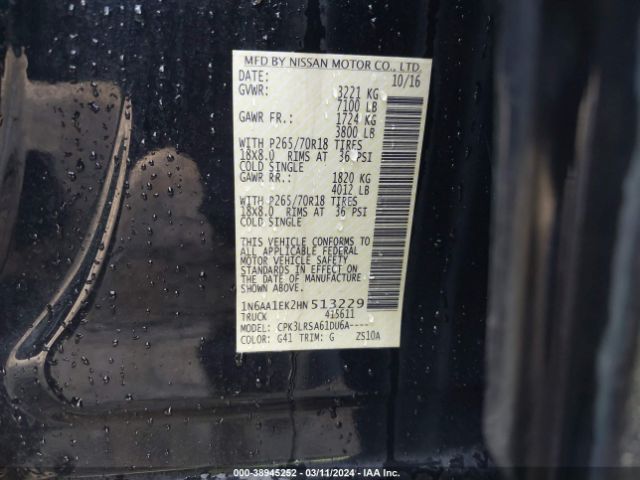 MFD BY NISSAN MOTOR CO., LTD.
DATE: 10/16
GVWR: 3221 KG
7100 LB
GAWR FR.: 1724 KG
3800 LB
WITH P265/70R18 TIRES
18X8.0 RIMS AT 36 PSI
COLD SINGLE
GAWR RR.: 1820 KG
4012 LB
WITH P265/70R18 TIRES
18X8.0 RIMS AT 36 PSI
COLD SINGLE
THIS VEHICLE CONFORMS TO
ALL APPLICABLE FEDERAL
MOTOR VEHICLE SAFETY
STANDARDS IN EFFECT ON
THE DATE OF MANUFACTURE
SHOWN ABOVE.
1N6AA1EK2HN 513229
TRUCK 415611
MODEL: CPK3LRSA61DU6A-----
COLOR: G41 TRIM: G ZS10A
000-38945252 - 03/11/2024 - IAA Inc.